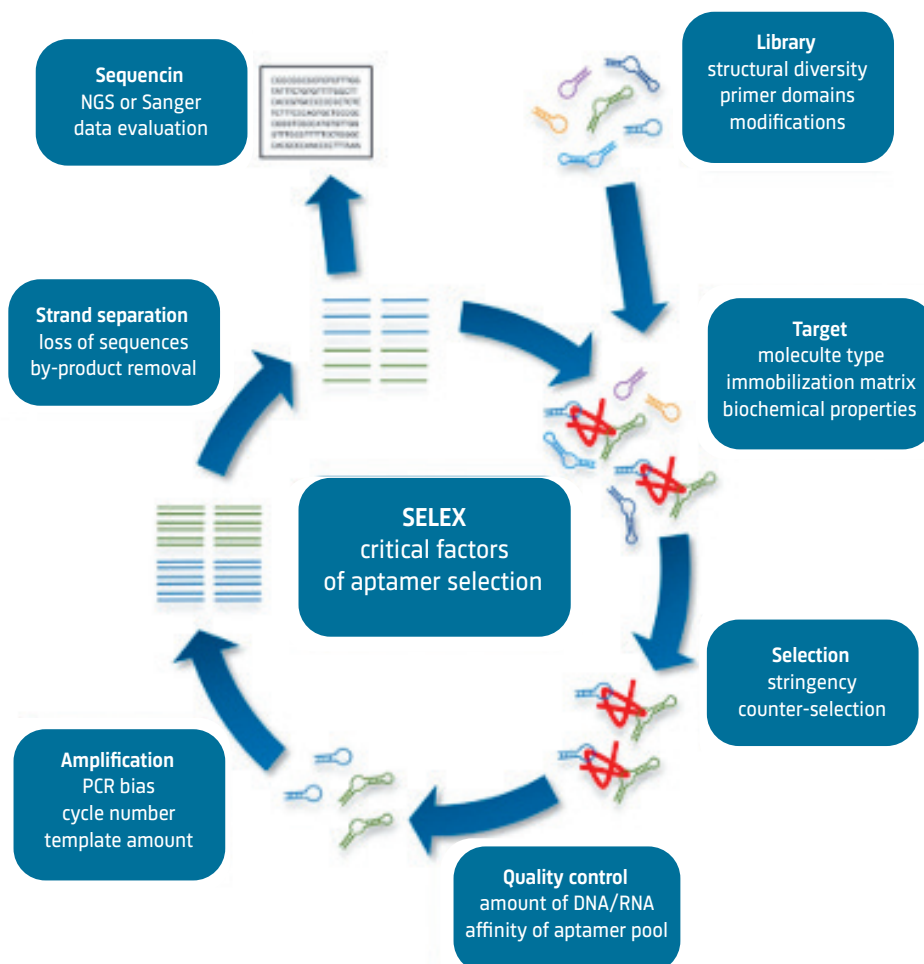 Sequencin
NGS or Sanger
data evaluation
Library
structural diversity
primer domains
modifications
Strand separation
loss of sequences
by-product removal
Target
moleculte type
immobilization matrix
biochemical properties
SELEX
critical factors
of aptamer selection
Selection
stringency
counter-selection
Amplification
PCR bias
cycle number
template amount
Quality control
amount of DNA/RNA
affinity of aptamer pool